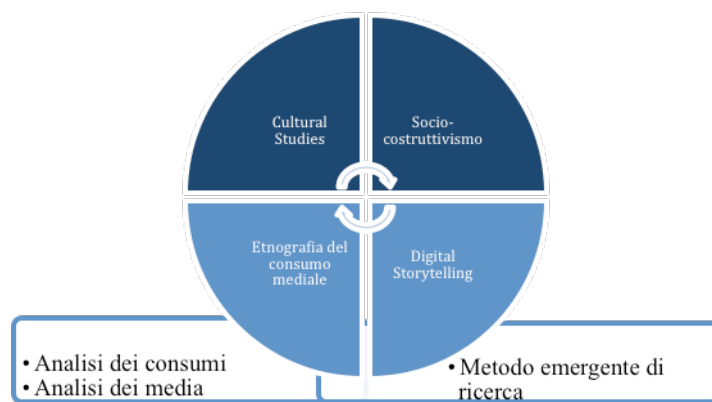 Cultural
Studies
Socio-
costruttivismo
Etnografia del
consumo
mediale
Digital
Storytelling
• Analisi dei consumi
• Analisi dei media
• Metodo emergente di
ricerca